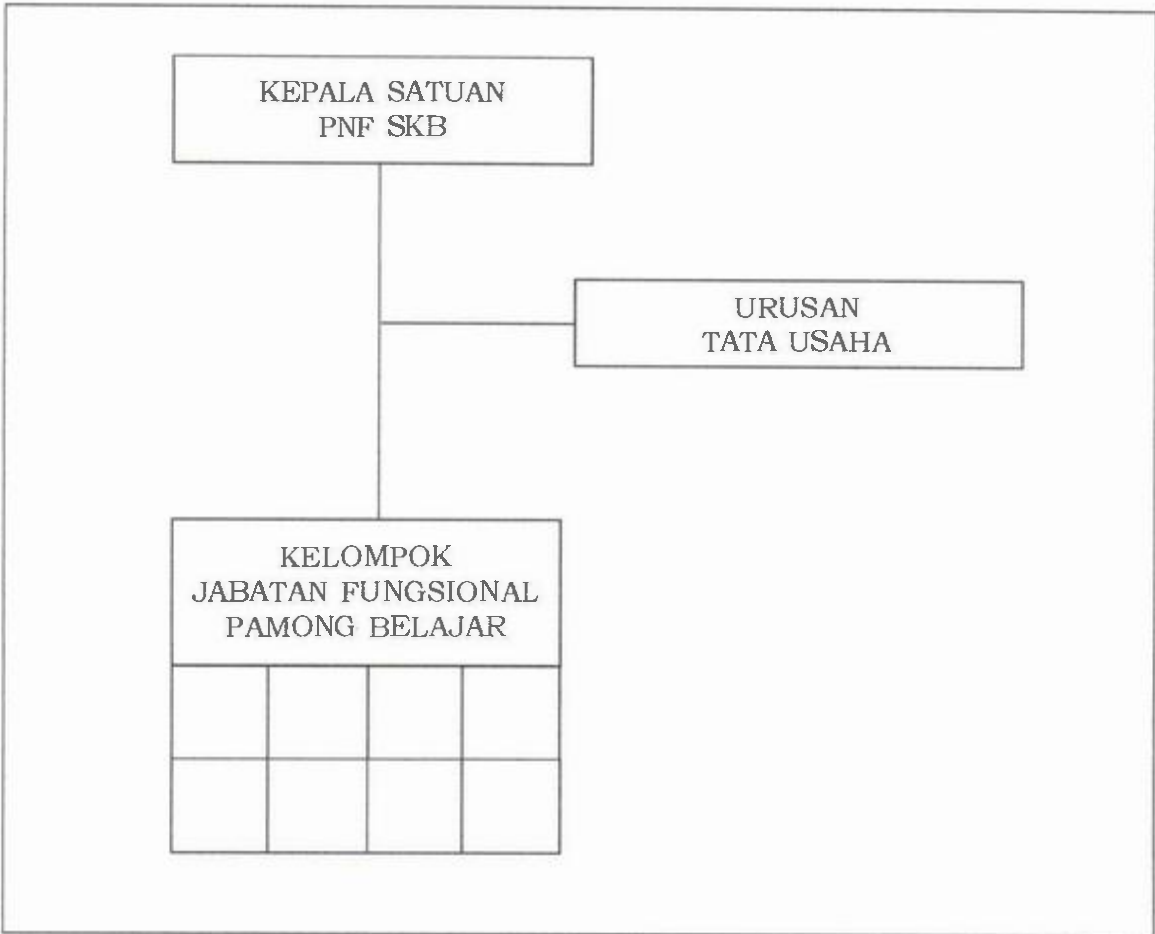 KEPALA SATUAN
PNF SKB
URUSAN
TATA USAHA
KELOMPOK
JABATAN FUNGSIONAL
PAMONG BELAJAR